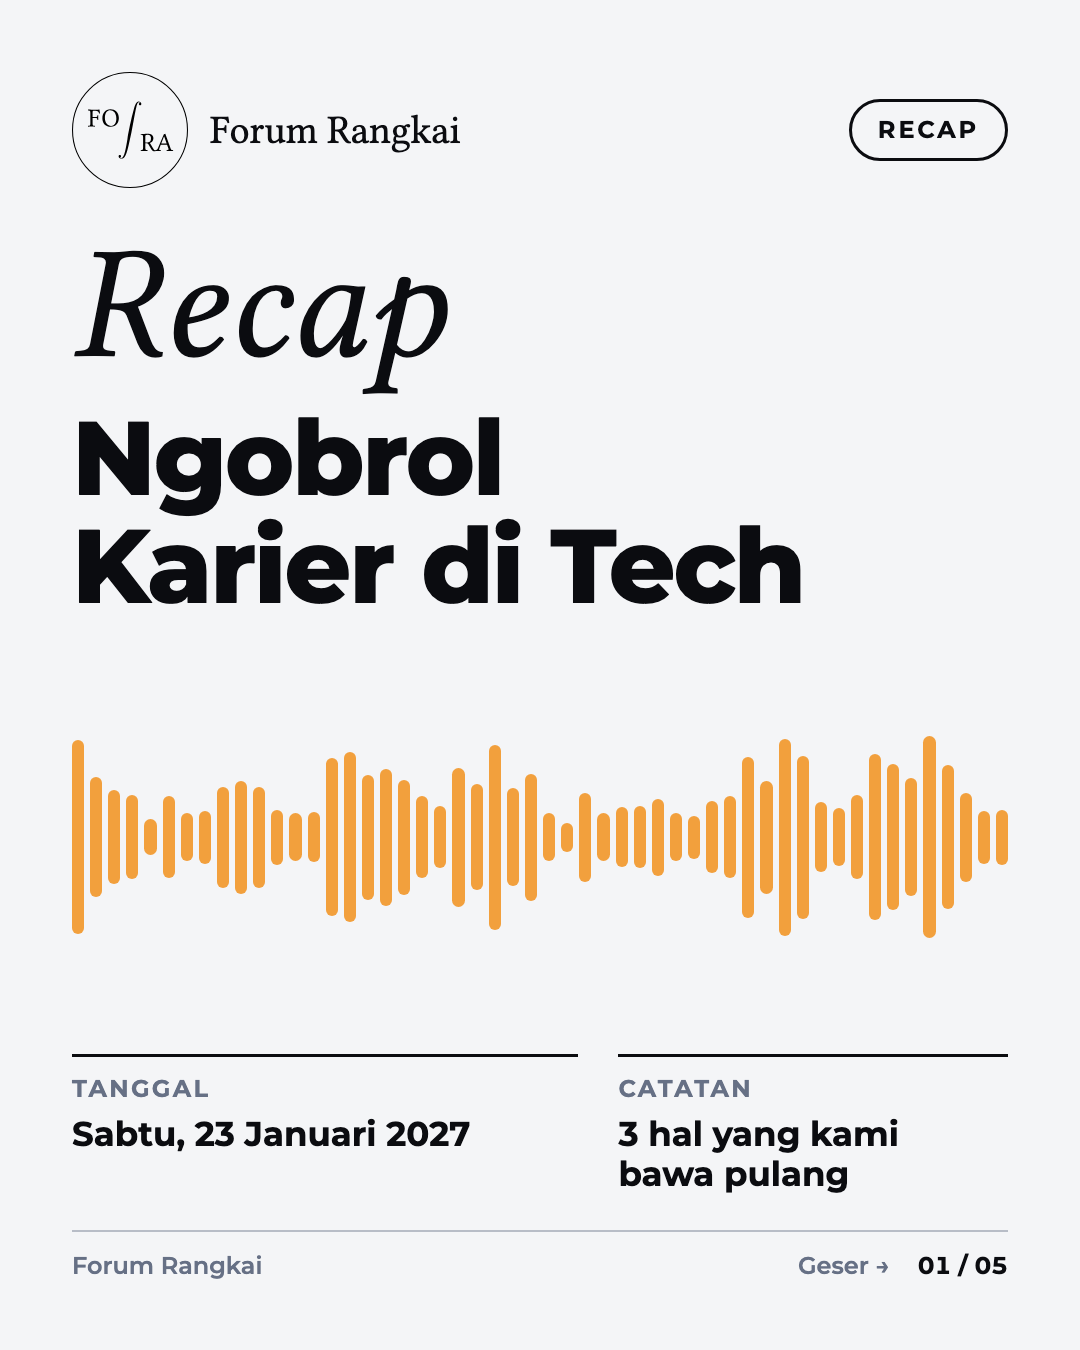 FO
RA
Forum Rangkai
RECAP
Recap
Ngobrol
Karier di Tech
TANGGAL
Sabtu, 23 Januari 2027
CATATAN
3 hal yang kami
bawa pulang
Forum Rangkai
Geser →
01 / 05